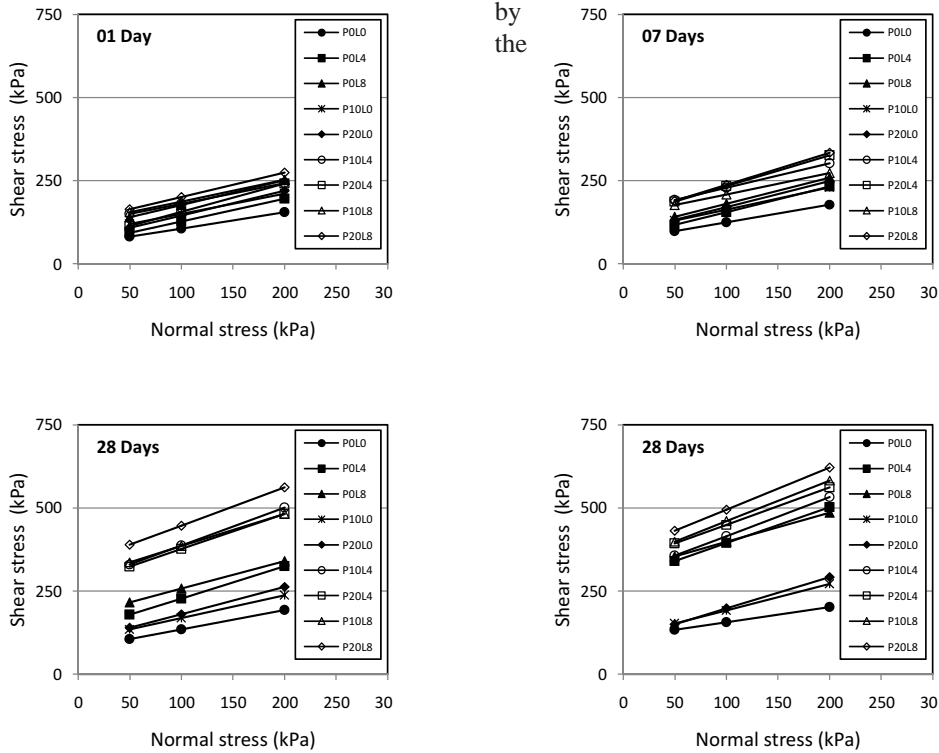 by
the
01 Day
Shear stress (kPa)
750
500
250
0
0 50 100 150 200 250 30
Normal stress (kPa)
P0L0
P0L4
P0L8
P10L0
P20L0
P10L4
P20L4
P10L8
P20L8
07 Days
Shear stress (kPa)
750
500
250
0
0 50 100 150 200 250 30
Normal stress (kPa)
P0L0
P0L4
P0L8
P10L0
P20L0
P10L4
P20L4
P10L8
P20L8
28 Days
Shear stress (kPa)
750
500
250
0
0 50 100 150 200 250 30
Normal stress (kPa)
P0L0
P0L4
P0L8
P10L0
P20L0
P10L4
P20L4
P10L8
P20L8
28 Days
Shear stress (kPa)
750
500
250
0
0 50 100 150 200 250 30
Normal stress (kPa)
P0L0
P0L4
P0L8
P10L0
P20L0
P10L4
P20L4
P10L8
P20L8